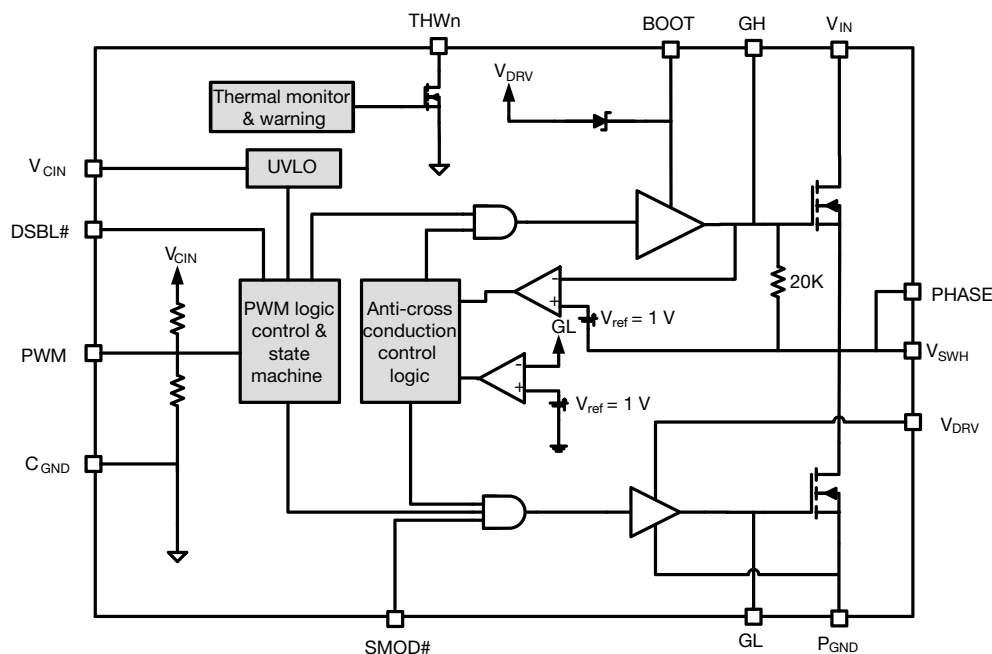 THWn
BOOT
GH
VIN
VDRV
Thermal monitor
& warning
VCIN
UVLO
DSBL#
VCIN
20K
PHASE
PWM logic
control &
state
machine
Anti-cross
conduction
control
logic
-
+
Vref = 1 V
GL
PWM
VSWH
-
+
Vref = 1 V
VDRV
CGND
SMOD#
GL
PGND